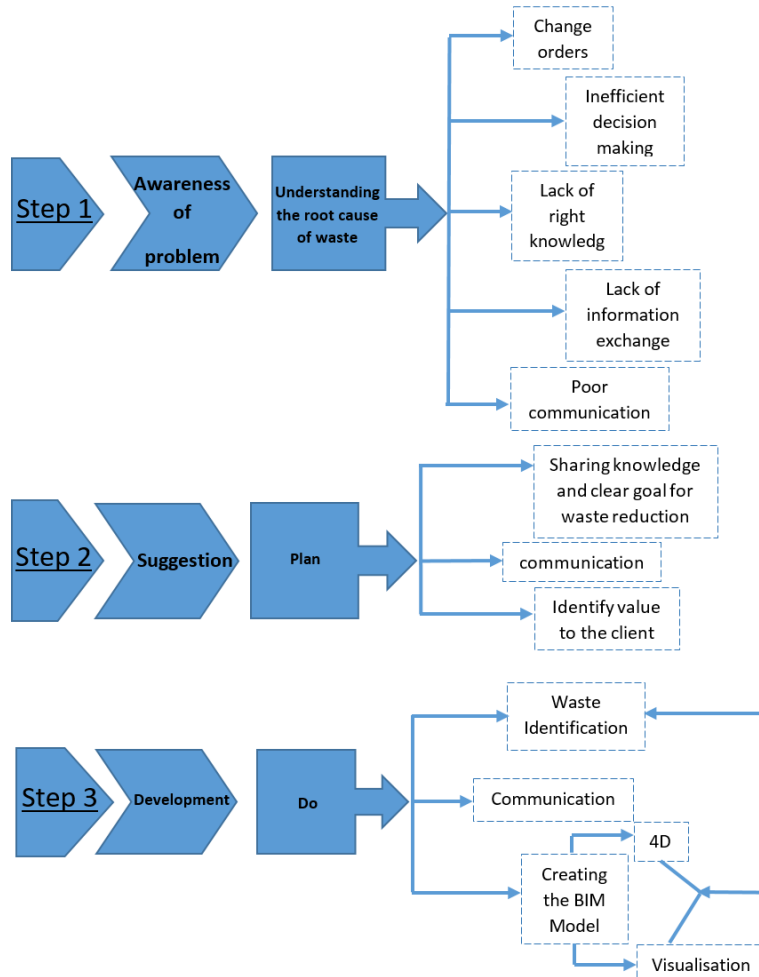 Change
orders
Inefficient
decision
making
Step 1
Awareness
of
problem
Understanding
the root cause
of waste
Lack of
right
knowledg
Lack of
information
exchange
Poor
communication
Step 2
Suggestion
Plan
Sharing knowledge
and clear goal for
waste reduction
communication
Identify value
to the client
Step 3
Development
Do
Waste
Identification
Communication
4D
Creating
the BIM
Model
Visualisation